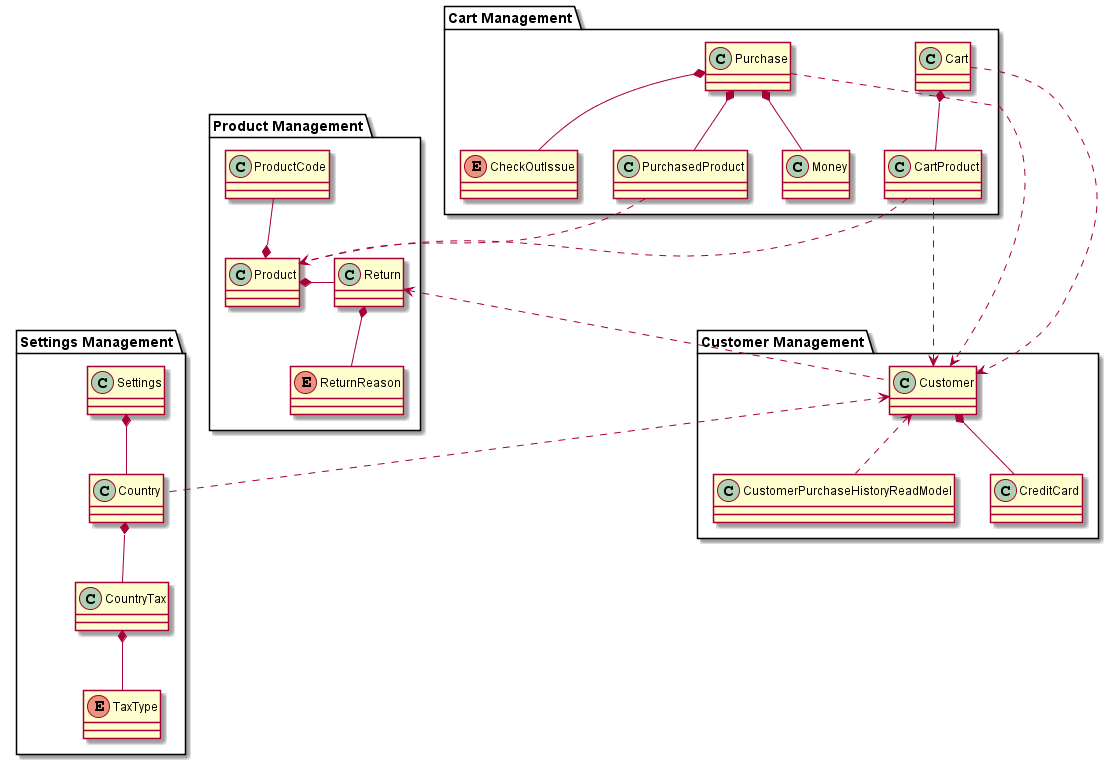 Cart Management
C Purchase
C Cart
E CheckOutIssue
C PurchasedProduct
C Money
C CartProduct
Product Management
C ProductCode
C Product
C Return
E ReturnReason
Settings Management
C Settings
C Country
C CountryTax
E TaxType
Customer Management
C Customer
C CustomerPurchaseHistoryReadModel
C CreditCard